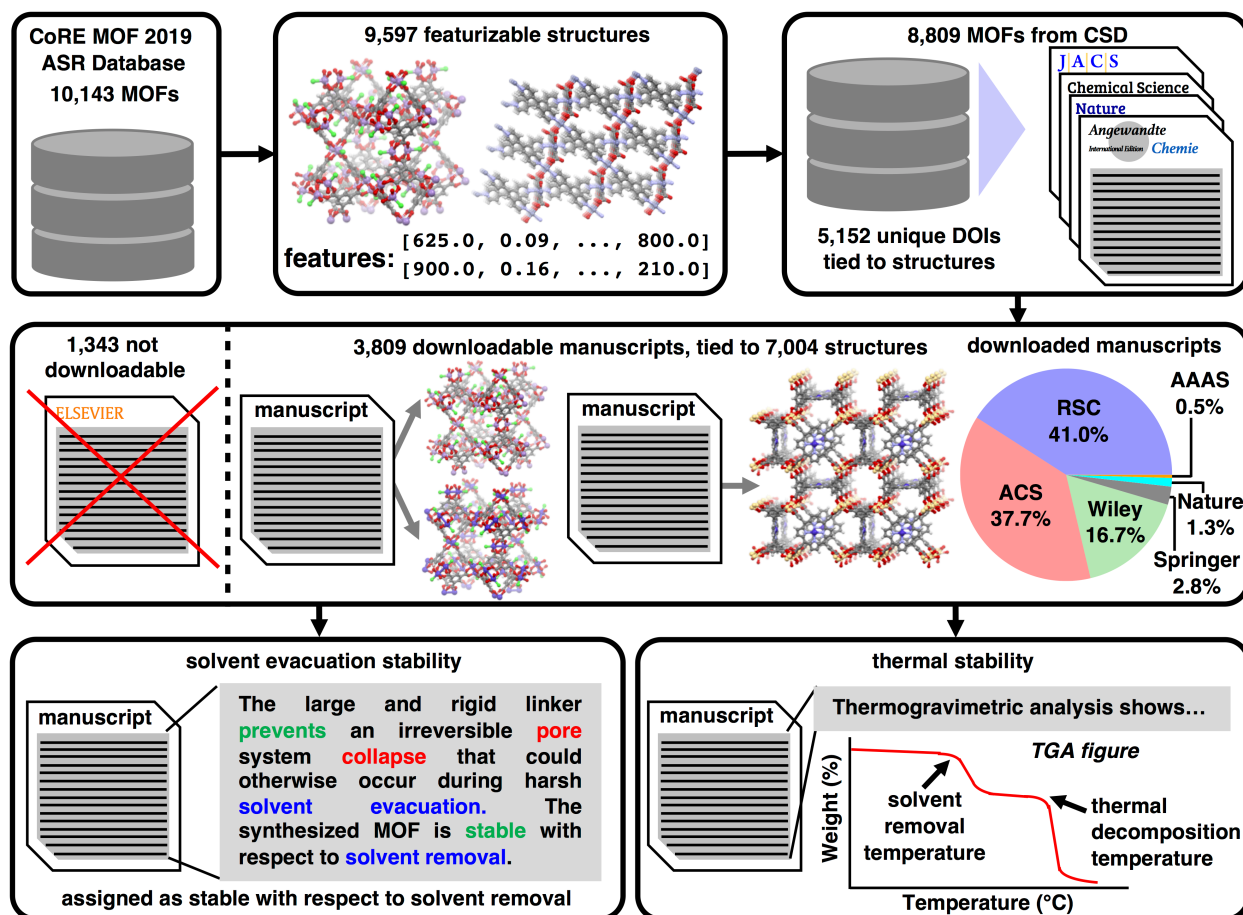 CoRE MOF 2019
ASR Database
10,143 MOFs
9,597 featurizable structures
features:
[625.0, 0.09, ..., 800.0]
[900.0, 0.16, ..., 210.0]
8,809 MOFs from CSD
J|A|C|S
Chemical Science
Nature
Angewandte
International Edition Chemie
5,152 unique DOIs
tied to structures
1,343 not
downloadable
ELSEVIER
3,809 downloadable manuscripts, tied to 7,004 structures
manuscript
manuscript
downloaded manuscripts
AAAS
0.5%
RSC
41.0%
ACS
37.7%
Wiley
16.7%
Nature
1.3%
Springer
2.8%
solvent evacuation stability
manuscript
The large and rigid linker
prevents an irreversible pore
system collapse that could
otherwise occur during harsh
solvent evacuation. The
synthesized MOF is stable with
respect to solvent removal.
assigned as stable with respect to solvent removal
thermal stability
manuscript
Thermogravimetric analysis shows…
TGA figure
Weight (%)
solvent
removal
temperature
thermal
decomposition
temperature
Temperature (°C)